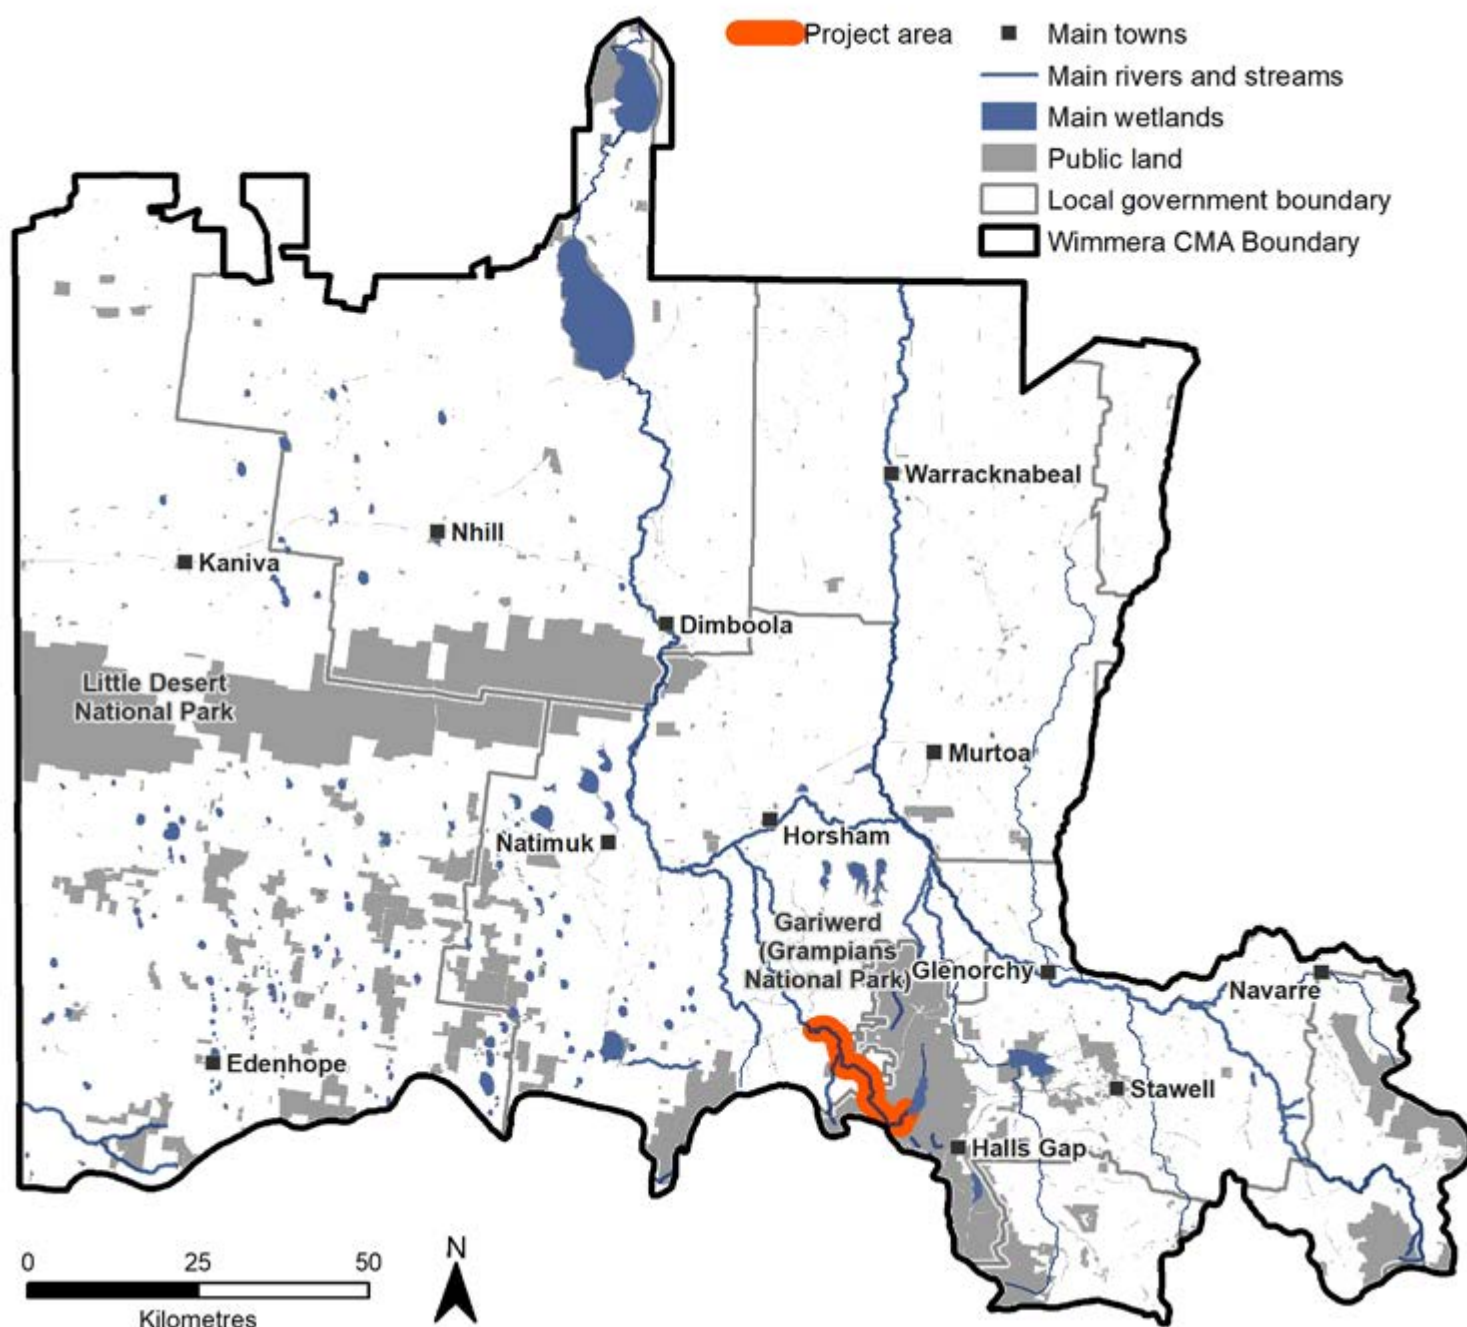 Project area
Main towns
Main rivers and streams
Main wetlands
Public land
Local government boundary
Wimmera CMA Boundary
Warracknabeal
Nhill
Kaniva
Dimboola
Little Desert
National Park
Murtoa
Horsham
Natimuk
Gariwerd
(Grampians
National Park)
Glenorchy
Navarre
Edenhope
Stawell
Halls Gap
0 25 50
Kilometres
N